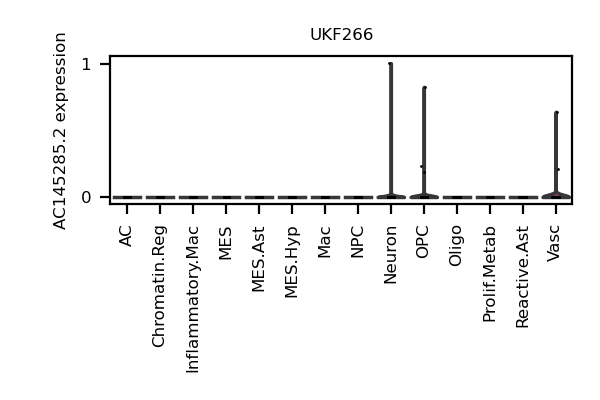 UKF266
AC145285.2 expression
1
0
AC
Chromatin.Reg
Inflammatory.Mac
MES
MES.Ast
MES.Hyp
Mac
NPC
Neuron
OPC
Oligo
Prolif.Metab
Reactive.Ast
Vasc